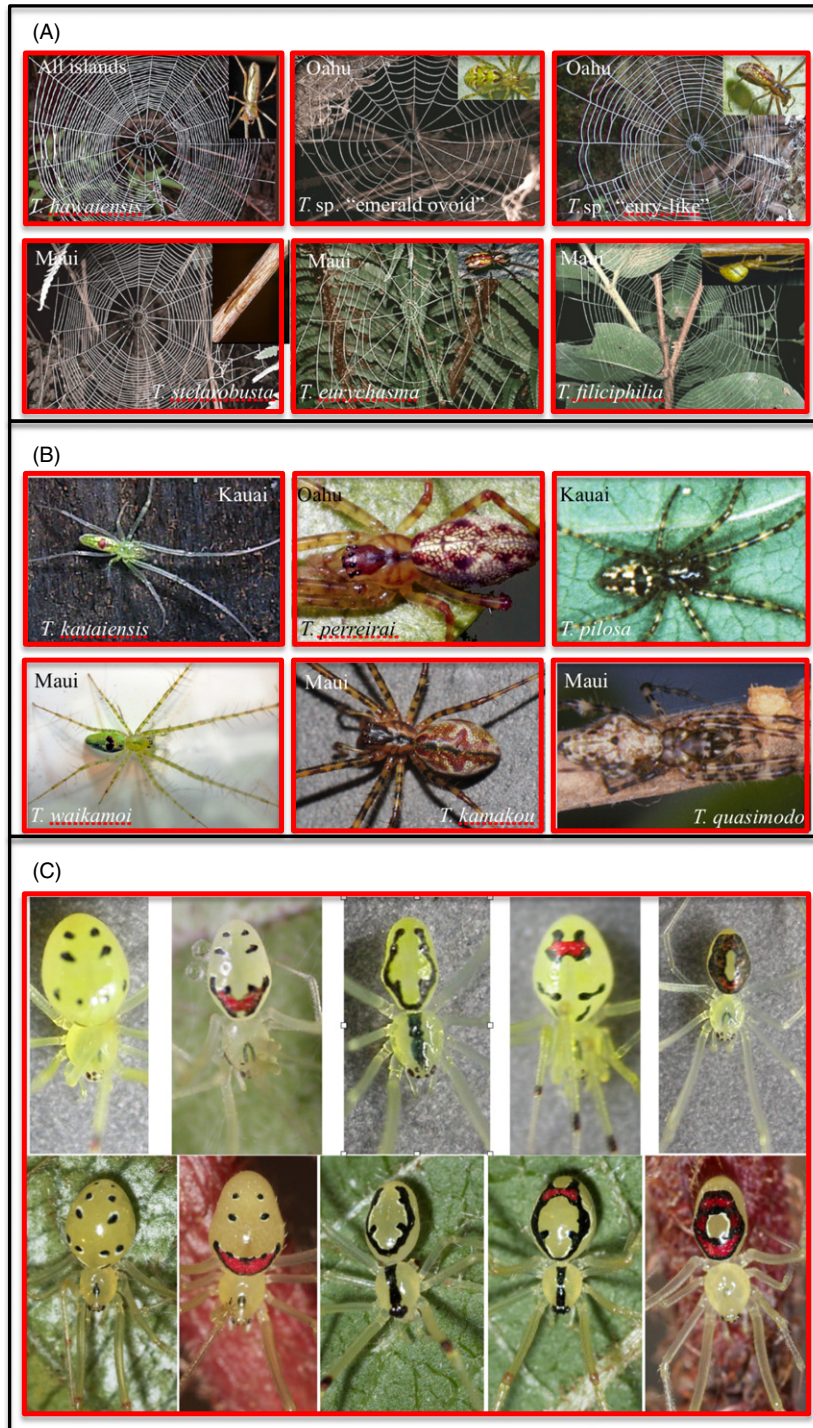 (A)
All islands
T. hawaiensis
Oahu
T. sp. “emerald ovoid”
Oahu
T. sp. “eury-like”
Maui
T. stelarobusta
Maui
T. eurychasma
Maui
T. filiciphilia
(B)
Kauai
T. kauaiensis
Oahu
T. perreirai
Kauai
T. pilosa
Maui
T. waikamoi
Maui
T. kamakou
Maui
T. quasimodo
(C)